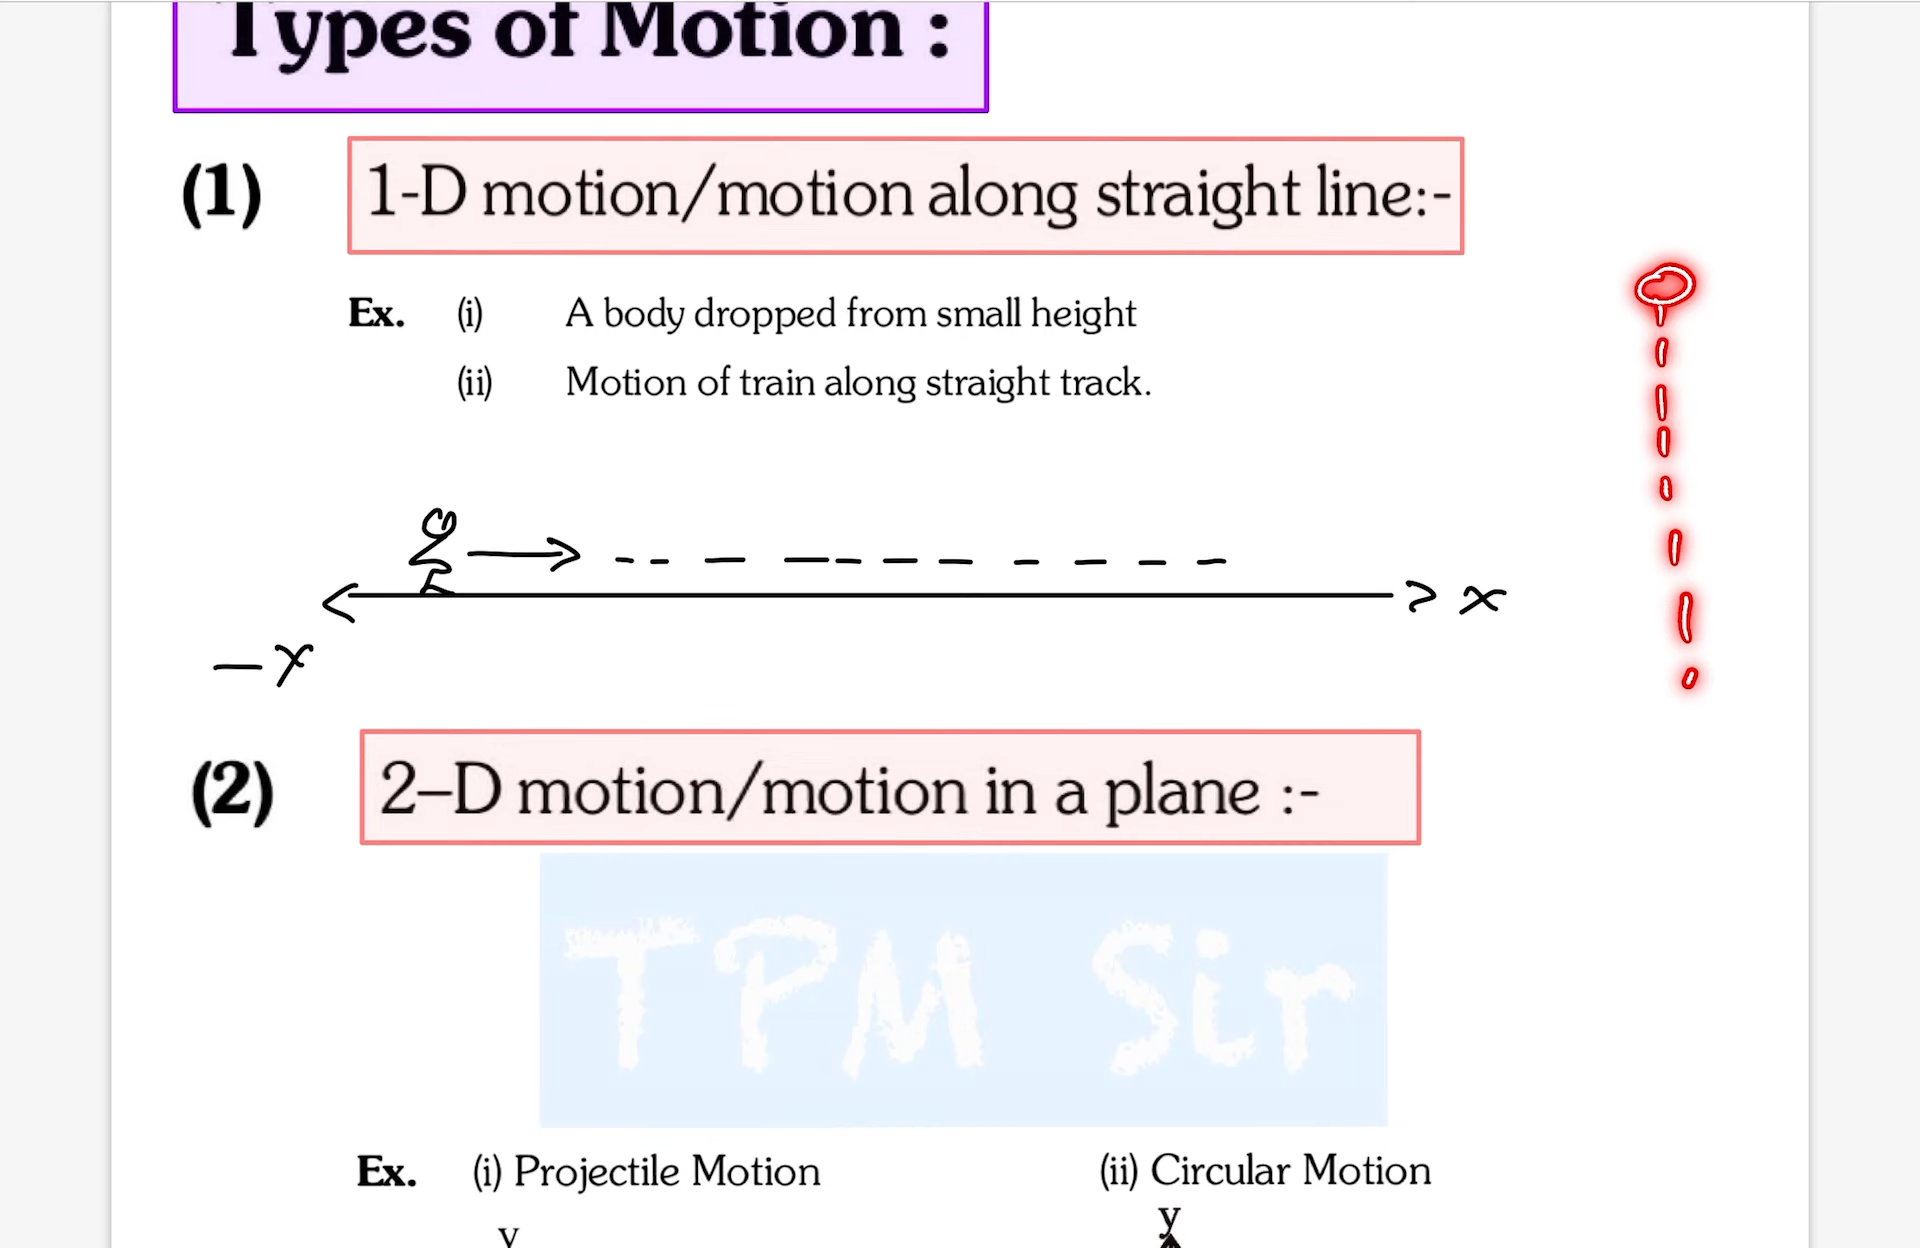 Types of Motion :
(1) 1-D motion/motion along straight line:-
Ex. (i) A body dropped from small height
(ii) Motion of train along straight track.
x
-x
(2) 2–D motion/motion in a plane :-
TPM Sir
Ex. (i) Projectile Motion (ii) Circular Motion
y y